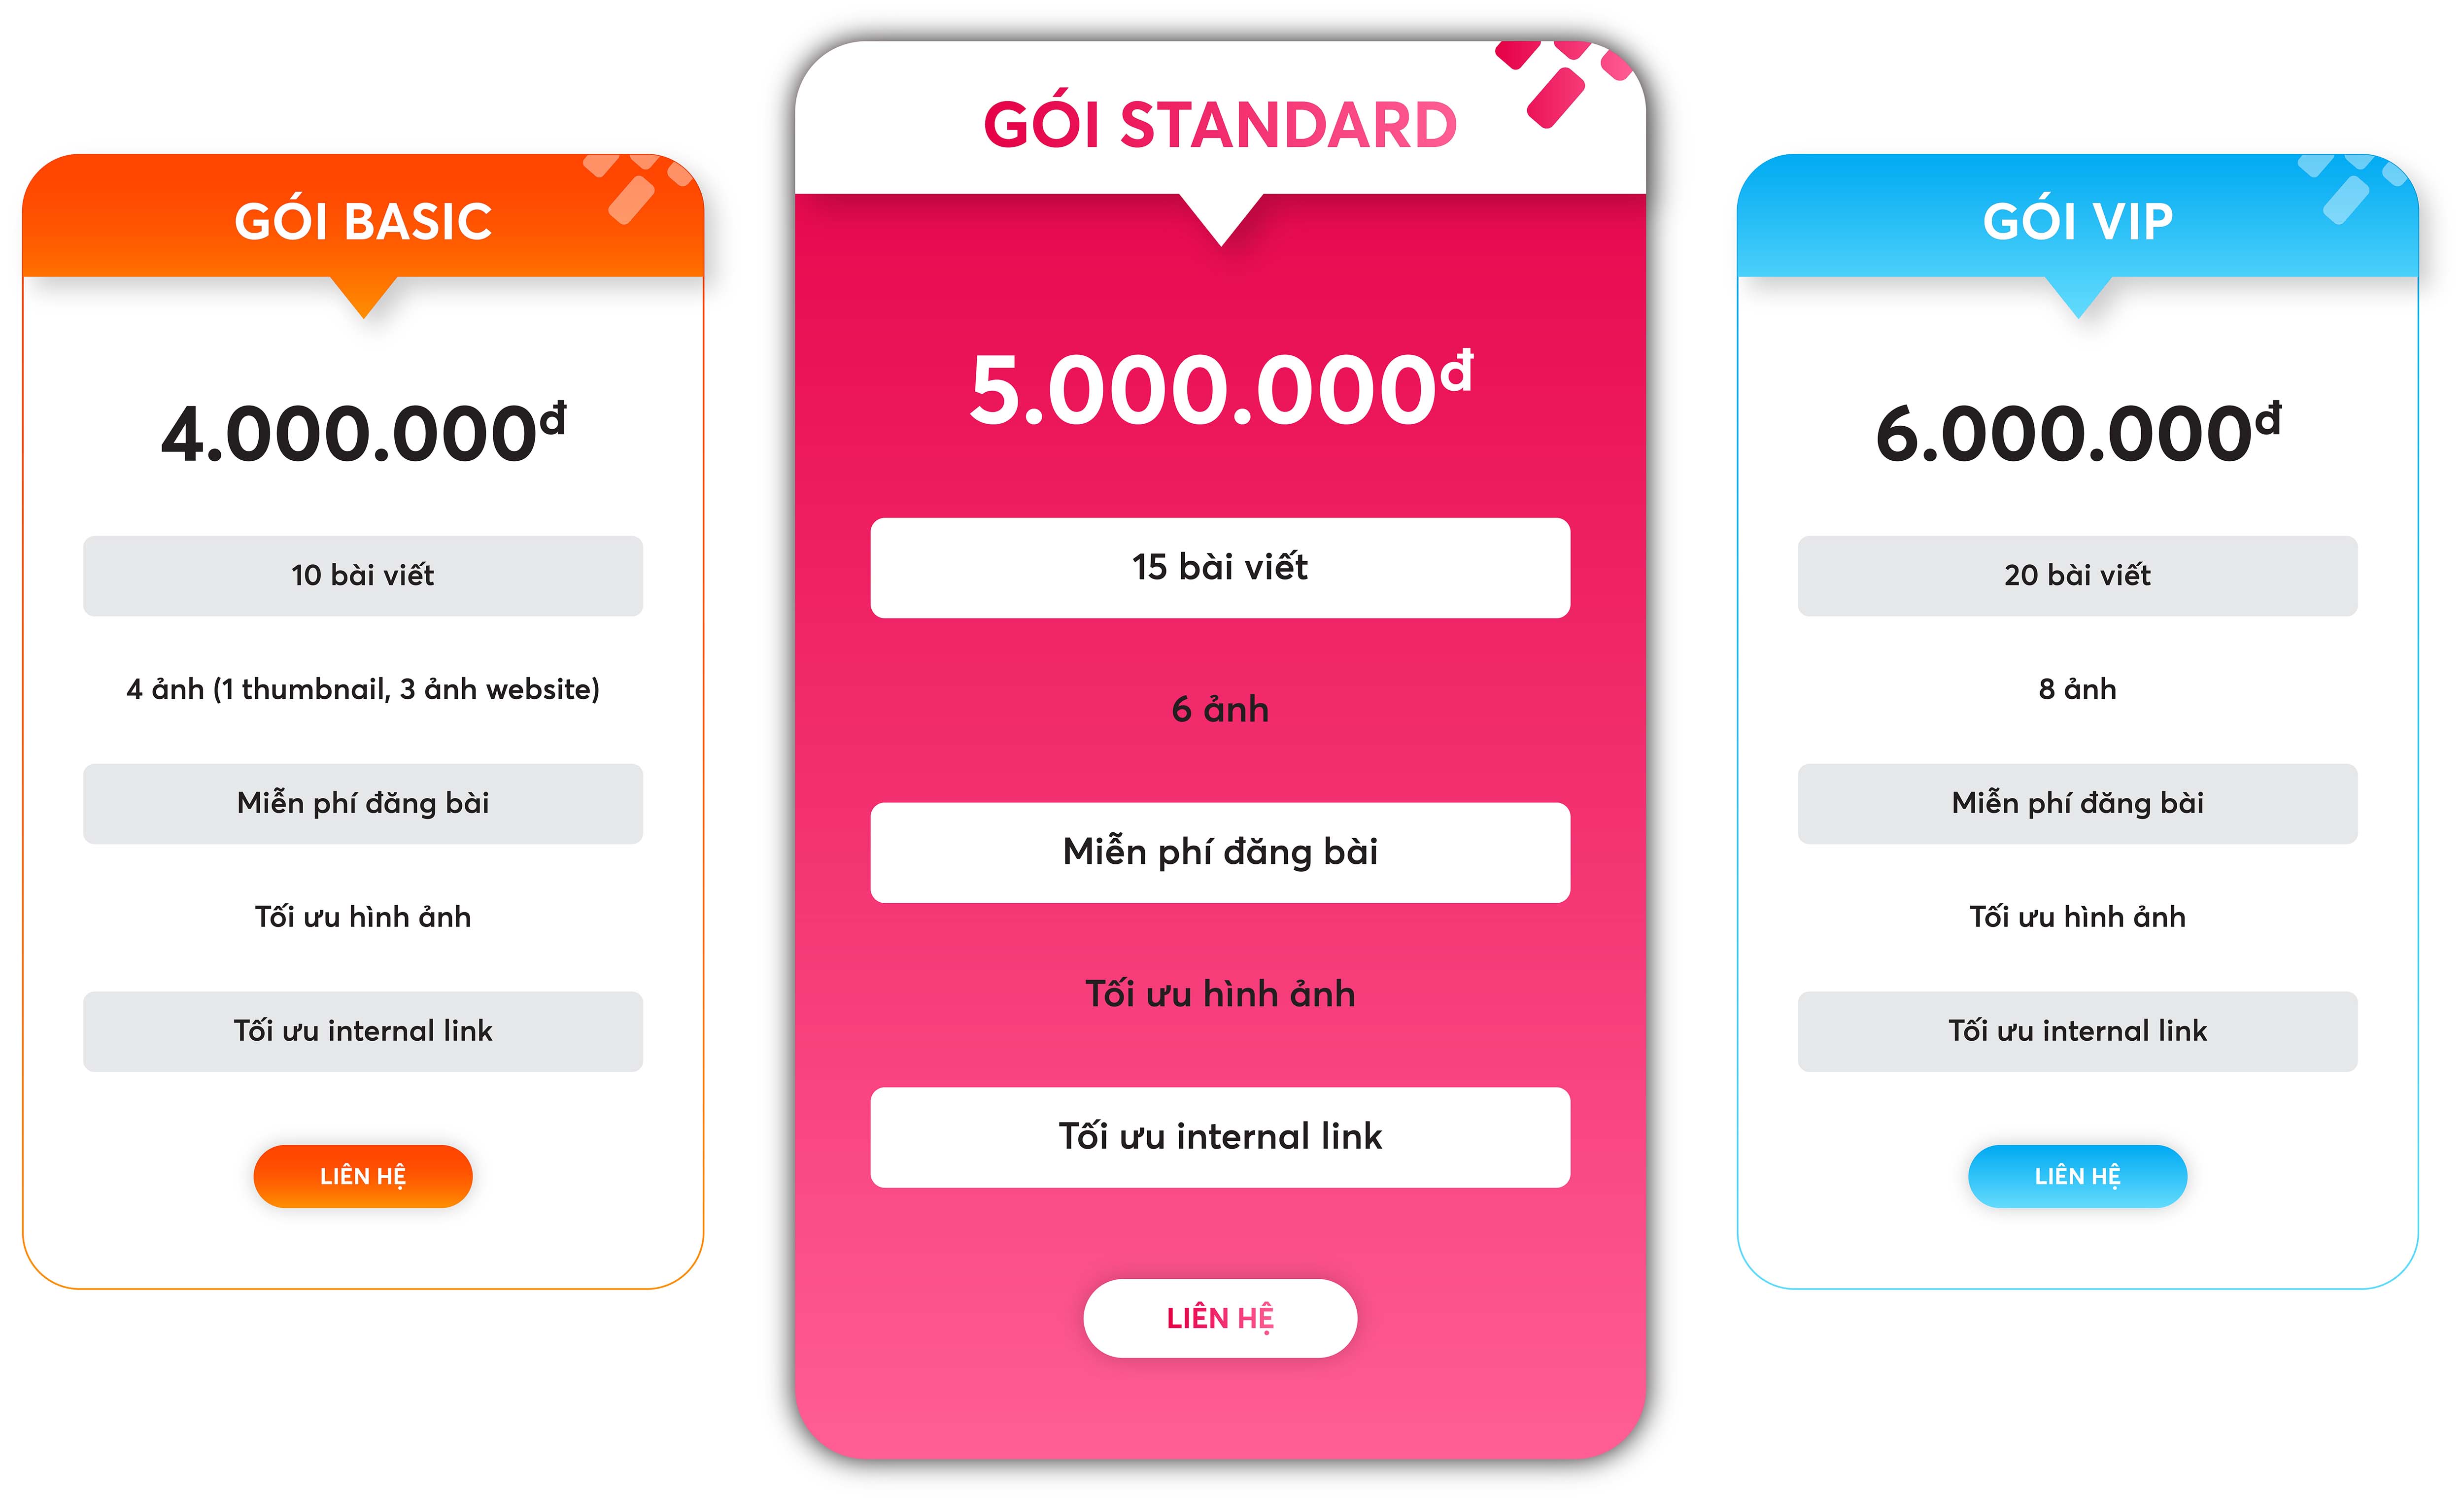 GÓI BASIC
4.000.000đ
10 bài viết
4 ảnh (1 thumbnail, 3 ảnh website)
Miễn phí đăng bài
Tối ưu hình ảnh
Tối ưu internal link
LIÊN HỆ
GÓI STANDARD
5.000.000đ
15 bài viết
6 ảnh
Miễn phí đăng bài
Tối ưu hình ảnh
Tối ưu internal link
LIÊN HỆ
GÓI VIP
6.000.000đ
20 bài viết
8 ảnh
Miễn phí đăng bài
Tối ưu hình ảnh
Tối ưu internal link
LIÊN HỆ